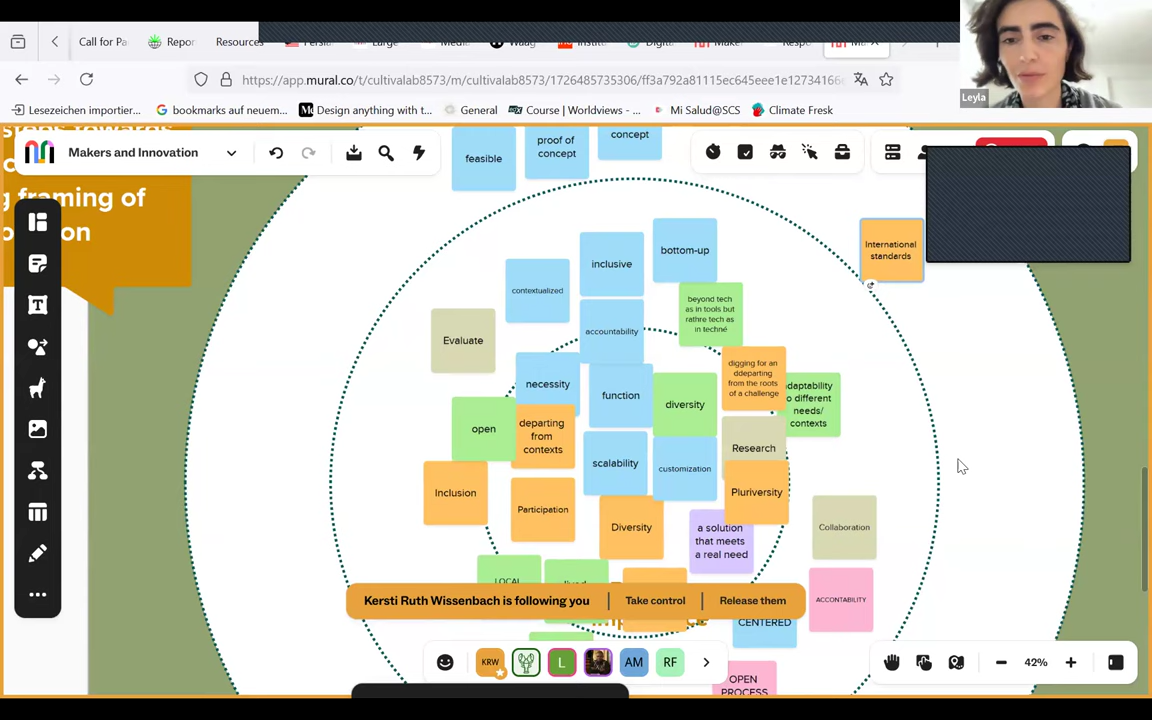 Call for Pa
Repor
Resources
https://app.mural.co/t/cultivalab8573/m/cultivalab8573/1726485735306/ff3a792a81115ec645eee1e12734166
Lesezeichen importier...
bookmarks auf neuem...
Design anything with t...
General
Course | Worldviews - ...
Mi Salud@SCS
Climate Fresk
Leyla
Makers and Innovation
framing of
feasible
proof of
concept
concept
International
standards
bottom-up
inclusive
contextualized
beyond tech
as in tools but
rathre tech as
in techné
accountability
Evaluate
digging for an
ddeparting
from the roots
of a challenge
necessity
function
diversity
adaptability
to different
needs/
contexts
open
departing
from
contexts
Research
scalability
customization
Inclusion
Participation
Pluriversity
Diversity
a solution
that meets
a real need
Collaboration
LOCAL
lived
ACCONTABILITY
Kersti Ruth Wissenbach is following you
Take control
Release them
CENTERED
KRW
L
AM
RF
42%
OPEN
PROCESS